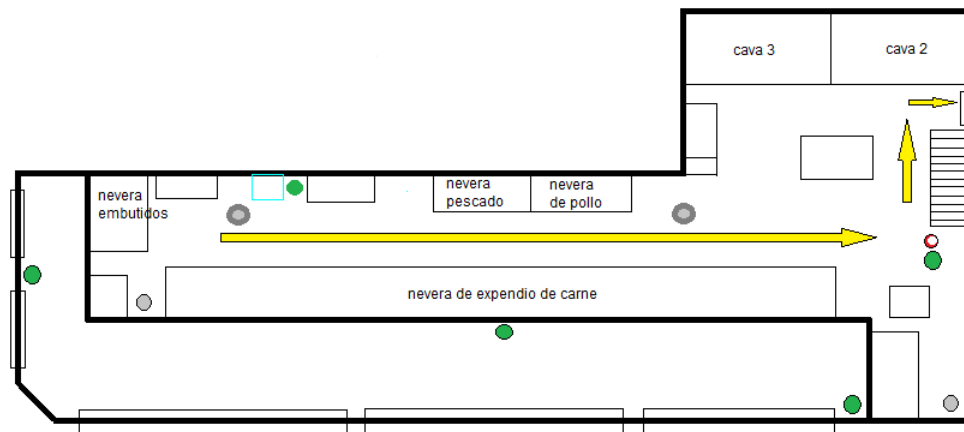 cava 3
cava 2
nevera
embutidos
nevera
pescado
nevera
de pollo
nevera de expendio de carne